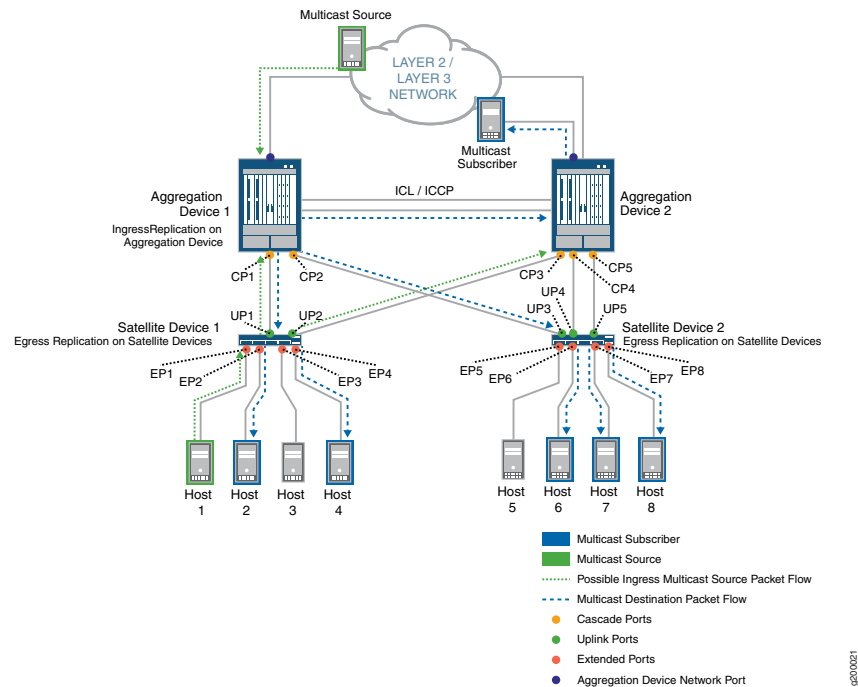 Multicast Source
LAYER 2 /
LAYER 3
NETWORK
Multicast
Subscriber
Aggregation
Device 1
IngressReplication on
Aggregation Device
ICL / ICCP
Aggregation
Device 2
CP1
CP2
CP3
CP5
CP4
UP4
UP1
UP2
UP3
UP5
Satellite Device 1
Egress Replication on Satellite Devices
Satellite Device 2
Egress Replication on Satellite Devices
EP1
EP2
EP3
EP4
EP5
EP6
EP7
EP8
Host
1
Host
2
Host
3
Host
4
Host
5
Host
6
Host
7
Host
8
Multicast Subscriber
Multicast Source
Possible Ingress Multicast Source Packet Flow
Multicast Destination Packet Flow
Cascade Ports
Uplink Ports
Extended Ports
Aggregation Device Network Port
g200021